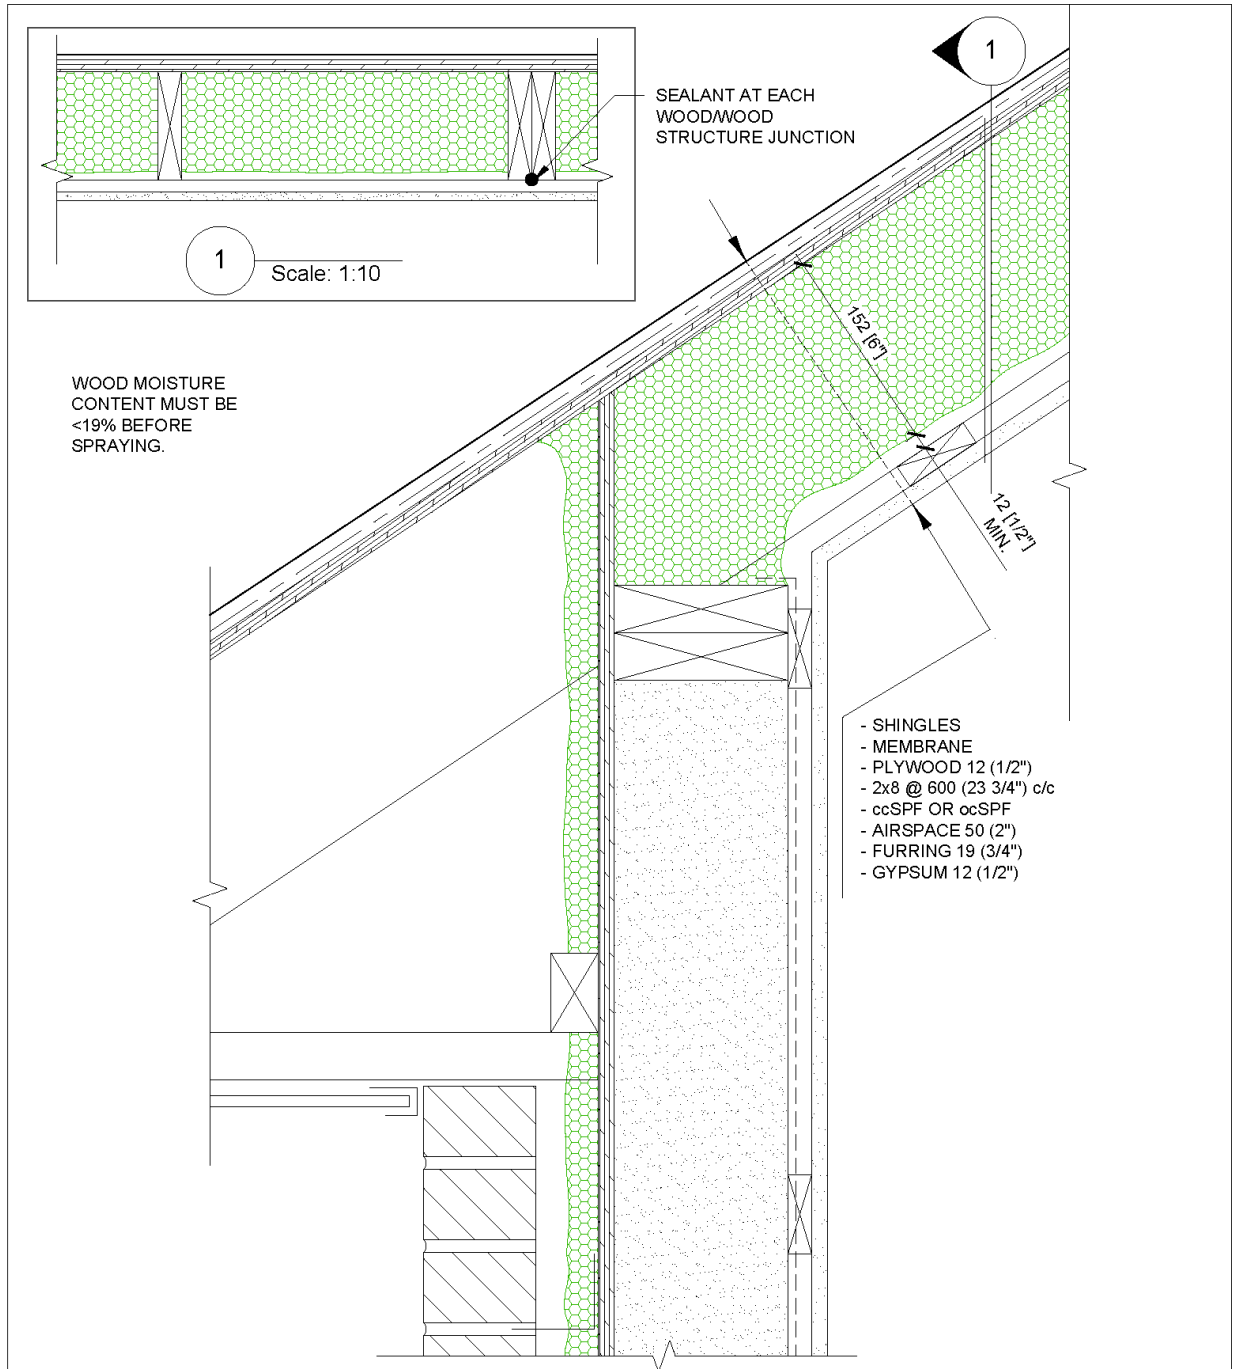 1
SEALANT AT EACH
WOOD/WOOD
STRUCTURE JUNCTION
1
Scale: 1:10
152 [6"]
WOOD MOISTURE
CONTENT MUST BE
<19% BEFORE
SPRAYING.
12 [1/2"]
MIN.
- SHINGLES
- MEMBRANE
- PLYWOOD 12 (1/2")
- 2x8 @ 600 (23 3/4") c/c
- ccSPF OR ocSPF
- AIRSPACE 50 (2")
- FURRING 19 (3/4")
- GYPSUM 12 (1/2")